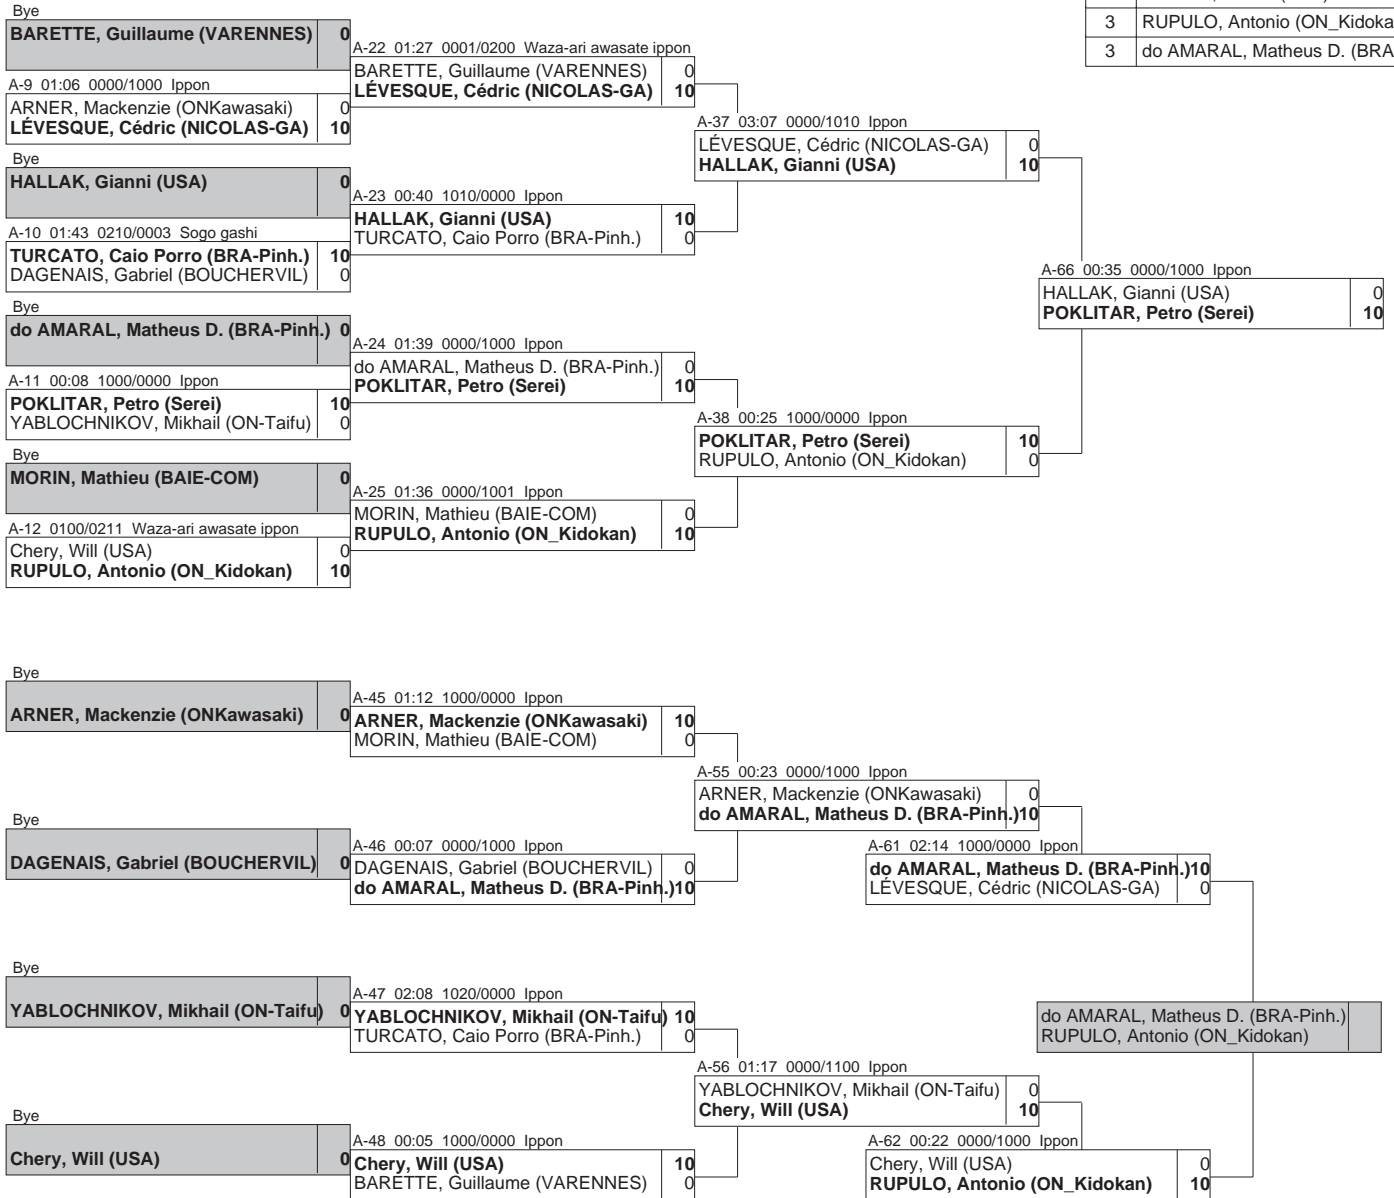 Bye
BARETTE, Guillaume (VARENNES) 0
A-9 01:06 0000/1000 Ippon
ARNER, Mackenzie (ONKawasaki) 0
LÉVESQUE, Cédric (NICOLAS-GA) 10
Bye
HALLAK, Gianni (USA) 0
A-10 01:43 0210/0003 Sogo gashi
TURCATO, Caio Porro (BRA-Pinh.) 10
DAGENAIS, Gabriel (BOUCHERVIL) 0
Bye
do AMARAL, Matheus D. (BRA-Pinh.) 0
A-11 00:08 1000/0000 Ippon
POKLITAR, Petro (Serei) 10
YABLOCHNIKOV, Mikhail (ON-Taifu) 0
Bye
MORIN, Mathieu (BAIE-COM) 0
A-12 0100/0211 Waza-ari awasate ippon
Chery, Will (USA) 0
RUPULO, Antonio (ON_Kidokan) 10
A-22 01:27 0001/0200 Waza-ari awasate ippon
BARETTE, Guillaume (VARENNES) 0
LÉVESQUE, Cédric (NICOLAS-GA) 10
A-23 00:40 1010/0000 Ippon
HALLAK, Gianni (USA) 10
TURCATO, Caio Porro (BRA-Pinh.) 0
A-24 01:39 0000/1000 Ippon
do AMARAL, Matheus D. (BRA-Pinh.) 0
POKLITAR, Petro (Serei) 10
A-25 01:36 0000/1001 Ippon
MORIN, Mathieu (BAIE-COM) 0
RUPULO, Antonio (ON_Kidokan) 10
A-37 03:07 0000/1010 Ippon
LÉVESQUE, Cédric (NICOLAS-GA) 0
HALLAK, Gianni (USA) 10
A-38 00:25 1000/0000 Ippon
POKLITAR, Petro (Serei) 10
RUPULO, Antonio (ON_Kidokan) 0
A-66 00:35 0000/1000 Ippon
HALLAK, Gianni (USA) 0
POKLITAR, Petro (Serei) 10
3 RUPULO, Antonio (ON_Kidoka
3 do AMARAL, Matheus D. (BRA
Bye
ARNER, Mackenzie (ONKawasaki) 0
Bye
DAGENAIS, Gabriel (BOUCHERVIL) 0
Bye
YABLOCHNIKOV, Mikhail (ON-Taifu) 0
Bye
Chery, Will (USA) 0
A-45 01:12 1000/0000 Ippon
ARNER, Mackenzie (ONKawasaki) 10
MORIN, Mathieu (BAIE-COM) 0
A-46 00:07 0000/1000 Ippon
DAGENAIS, Gabriel (BOUCHERVIL) 0
do AMARAL, Matheus D. (BRA-Pinh.) 10
A-47 02:08 1020/0000 Ippon
YABLOCHNIKOV, Mikhail (ON-Taifu) 10
TURCATO, Caio Porro (BRA-Pinh.) 0
A-48 00:05 1000/0000 Ippon
Chery, Will (USA) 10
BARETTE, Guillaume (VARENNES) 0
A-55 00:23 0000/1000 Ippon
ARNER, Mackenzie (ONKawasaki) 0
do AMARAL, Matheus D. (BRA-Pinh.) 10
A-56 01:17 0000/1100 Ippon
YABLOCHNIKOV, Mikhail (ON-Taifu) 0
Chery, Will (USA) 10
A-61 02:14 1000/0000 Ippon
do AMARAL, Matheus D. (BRA-Pinh.) 10
LÉVESQUE, Cédric (NICOLAS-GA) 0
A-62 00:22 0000/1000 Ippon
Chery, Will (USA) 0
RUPULO, Antonio (ON_Kidokan) 10
do AMARAL, Matheus D. (BRA-Pinh.)
RUPULO, Antonio (ON_Kidokan)